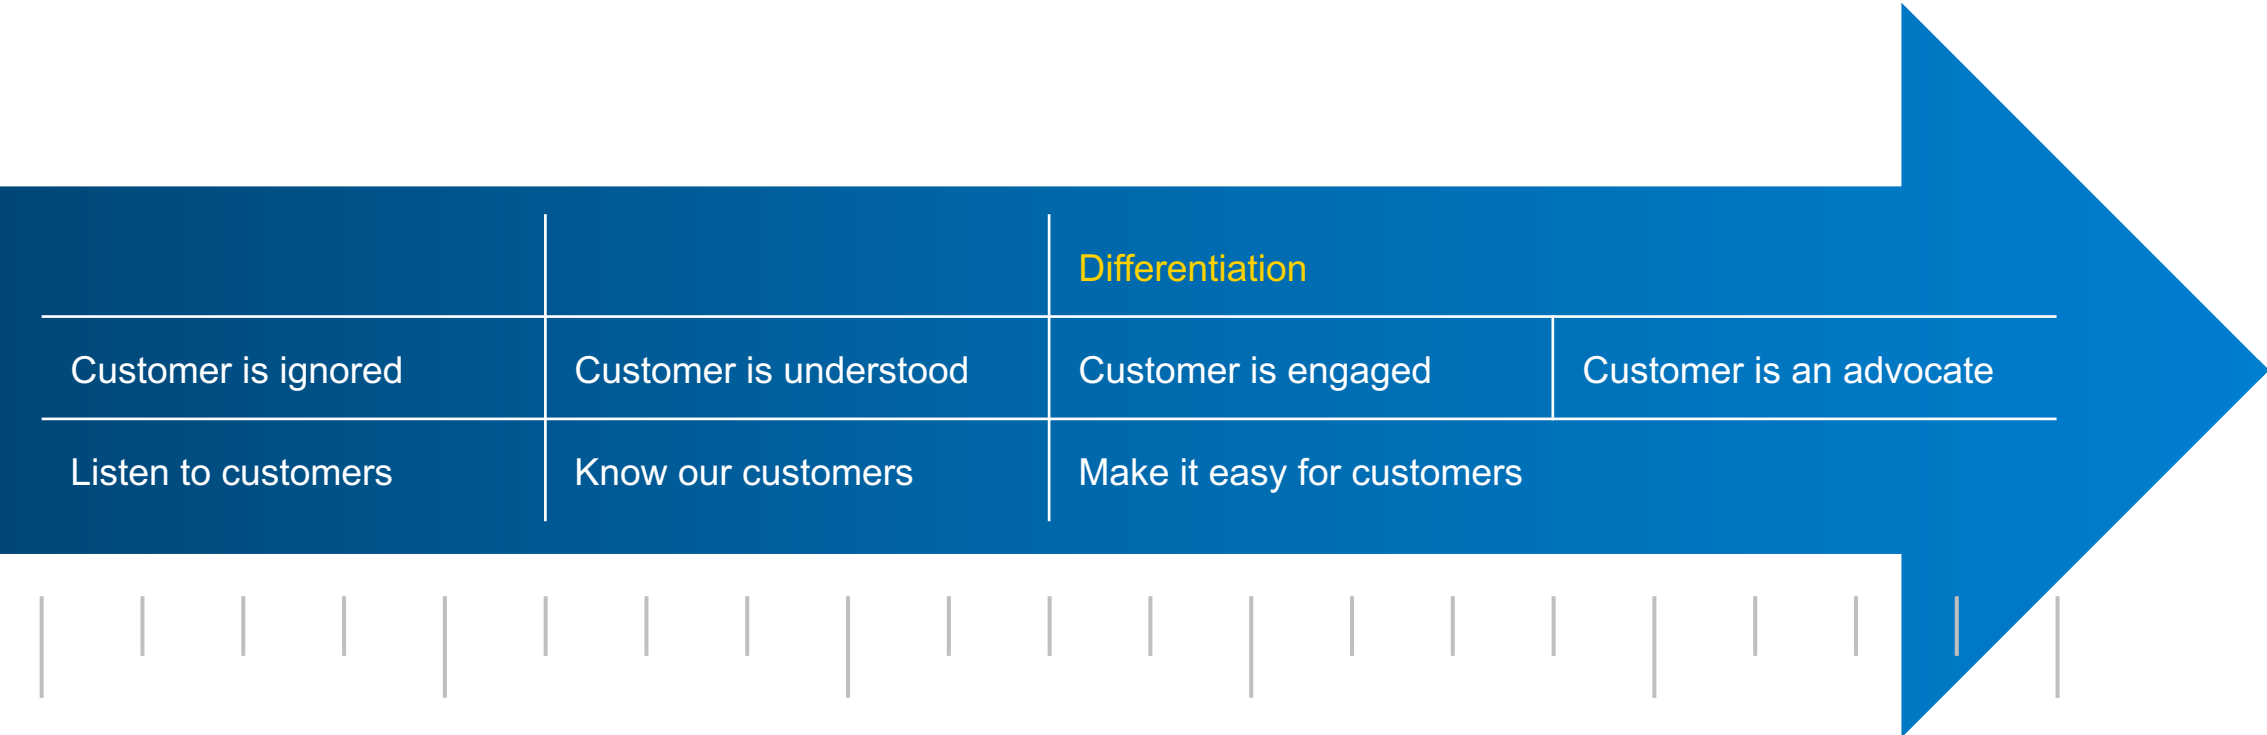 Differentiation
Customer is ignored
Customer is understood
Customer is engaged
Customer is an advocate
Listen to customers
Know our customers
Make it easy for customers